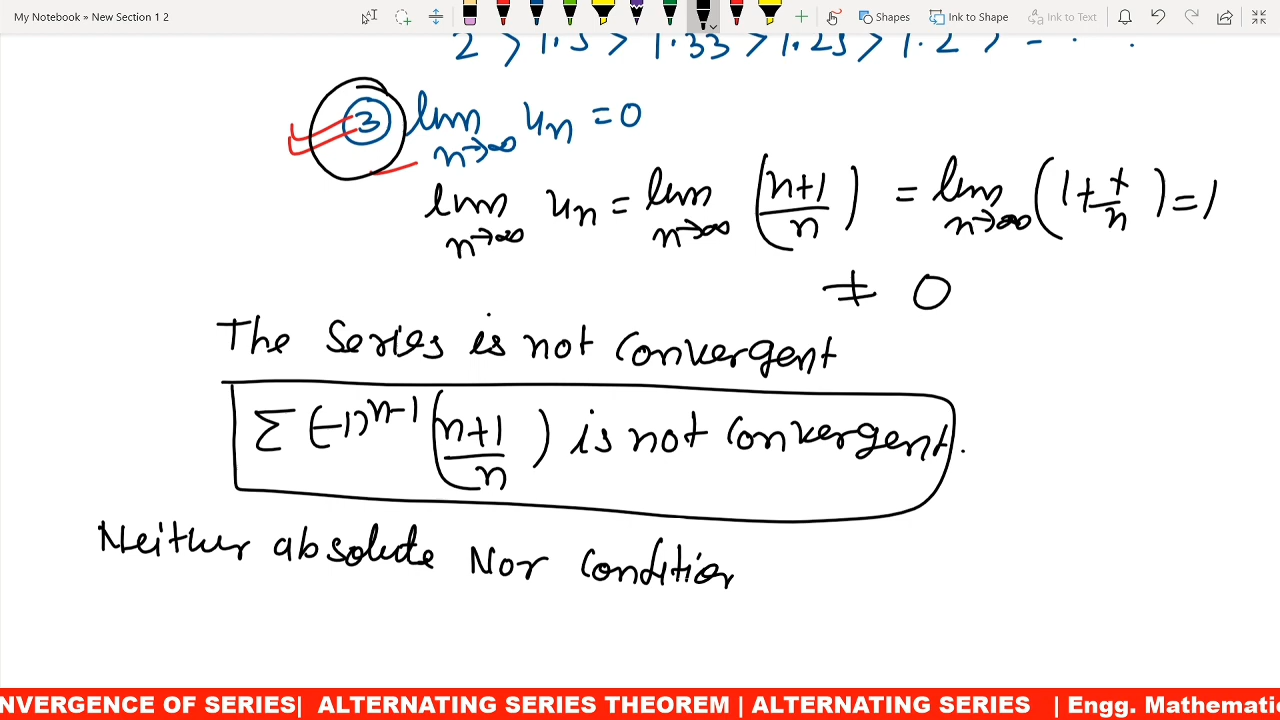 My Notebook » New Section 1 2
Shapes Ink to Shape Ink to Text
2 > 1.5 > 1.33 > 1.25 > 1.2 > - . .
③ lim n→∞ un = 0
lim n→∞ un = lim n→∞ (n+1/n) = lim n→∞ (1+1/n) = 1
≠ 0
The Series is not convergent
Σ(-1)^n-1 (n+1/n) is not convergent.
Neither absolute Nor condition
NVERGENCE OF SERIES| ALTERNATING SERIES THEOREM | ALTERNATING SERIES | Engg. Mathematic